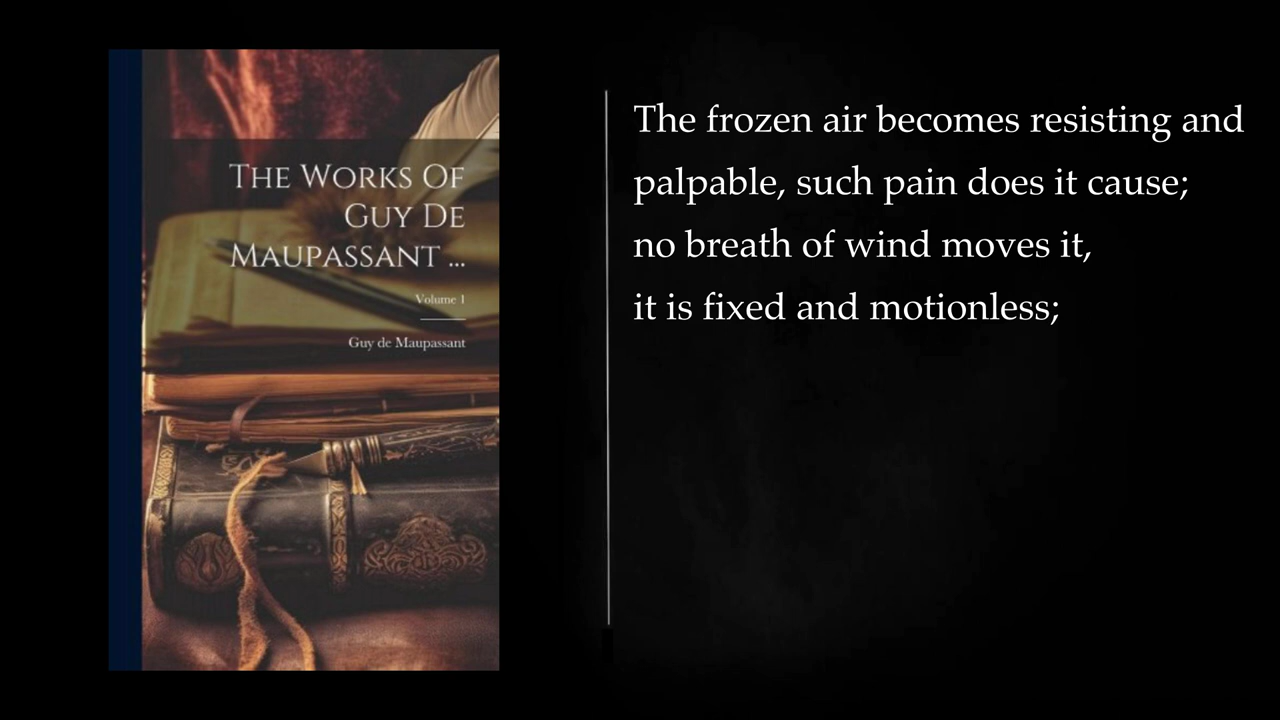 The Works Of
Guy De
Maupassant ...
Volume 1
Guy de Maupassant
The frozen air becomes resisting and
palpable, such pain does it cause;
no breath of wind moves it,
it is fixed and motionless;